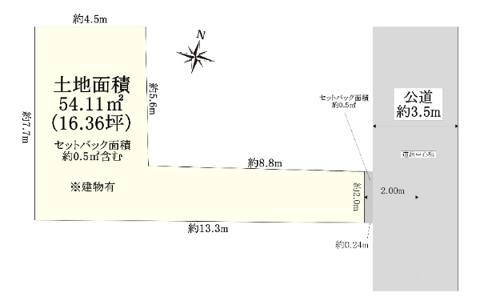 約4.5m
N
土地面積
54.11㎡
(16.36坪)
セットバック面積
約0.5㎡含む
※建物有
約7.7m
約5.6m
セットバック面積
約0.5㎡
公道
約3.5m
約8.8m
約2.0m
2.00m
約13.3m
約0.24m